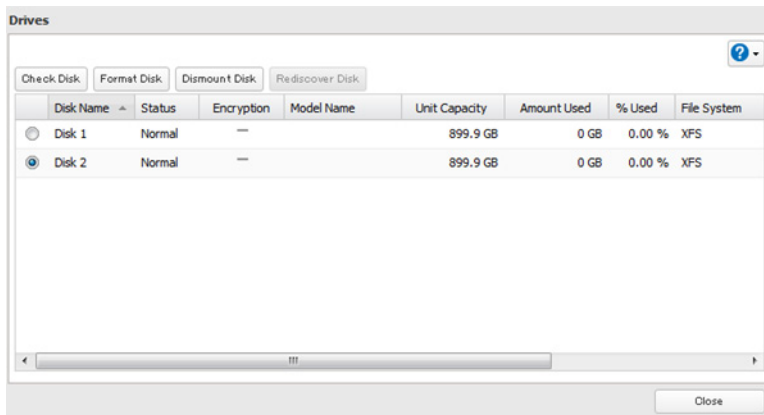 Drives
Check Disk Format Disk Dismount Disk Rediscover Disk
Disk Name Status Encryption Model Name Unit Capacity Amount Used % Used File System
Disk 1 Normal — 899.9 GB 0 GB 0.00 % XFS
Disk 2 Normal — 899.9 GB 0 GB 0.00 % XFS
Close